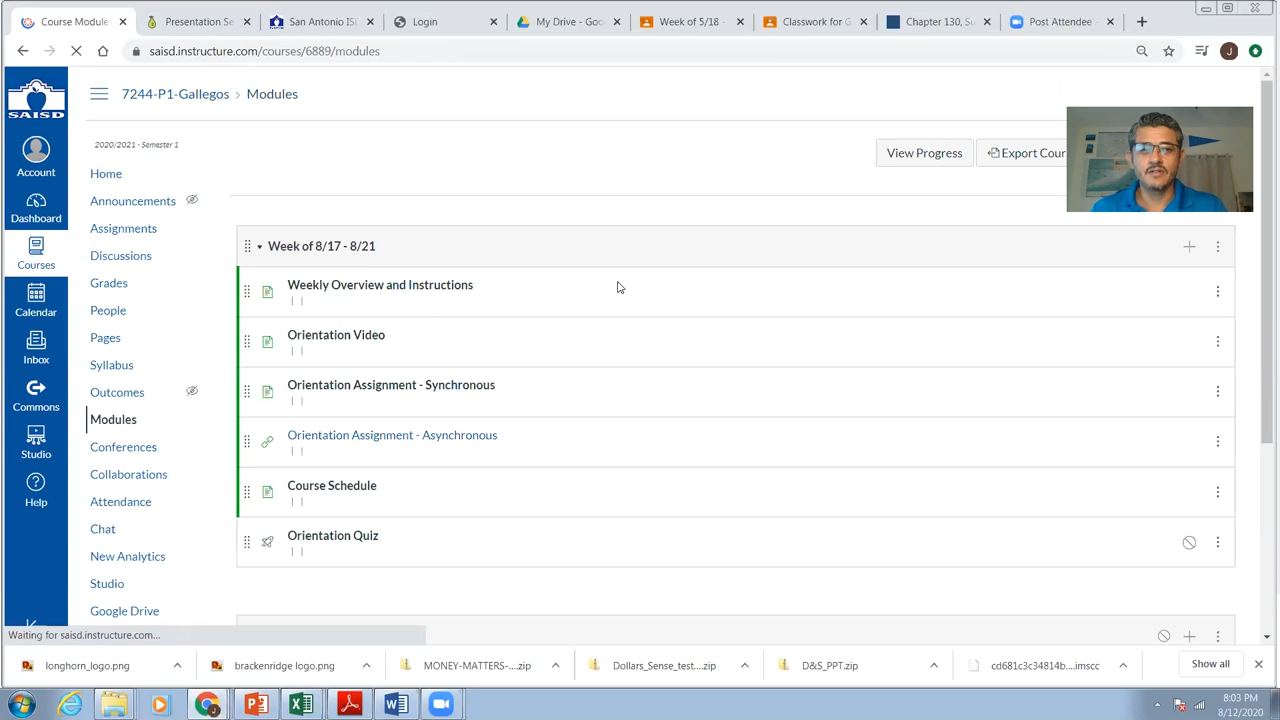 Course Module
Presentation Se
San Antonio ISD
Login
My Drive - Goo
Week of 5/18
Classwork for G
Chapter 130, Su
Post Attendee -
saisd.instructure.com/courses/6889/modules
SAISD
Account
Dashboard
Courses
Calendar
Inbox
Commons
Studio
Help
7244-P1-Gallegos > Modules
2020/2021 - Semester 1
Home
Announcements
Assignments
Discussions
Grades
People
Pages
Syllabus
Outcomes
Modules
Conferences
Collaborations
Attendance
Chat
New Analytics
Studio
Google Drive
View Progress
Export Cour
Week of 8/17 - 8/21
Weekly Overview and Instructions
Orientation Video
Orientation Assignment - Synchronous
Orientation Assignment - Asynchronous
Course Schedule
Orientation Quiz
Waiting for saisd.instructure.com...
longhorn_logo.png
brackenridge logo.png
MONEY-MATTERS-....zip
Dollars_Sense_test....zip
D&S_PPT.zip
cd681c3c34814b....imscc
Show all
8:03 PM
8/12/2020